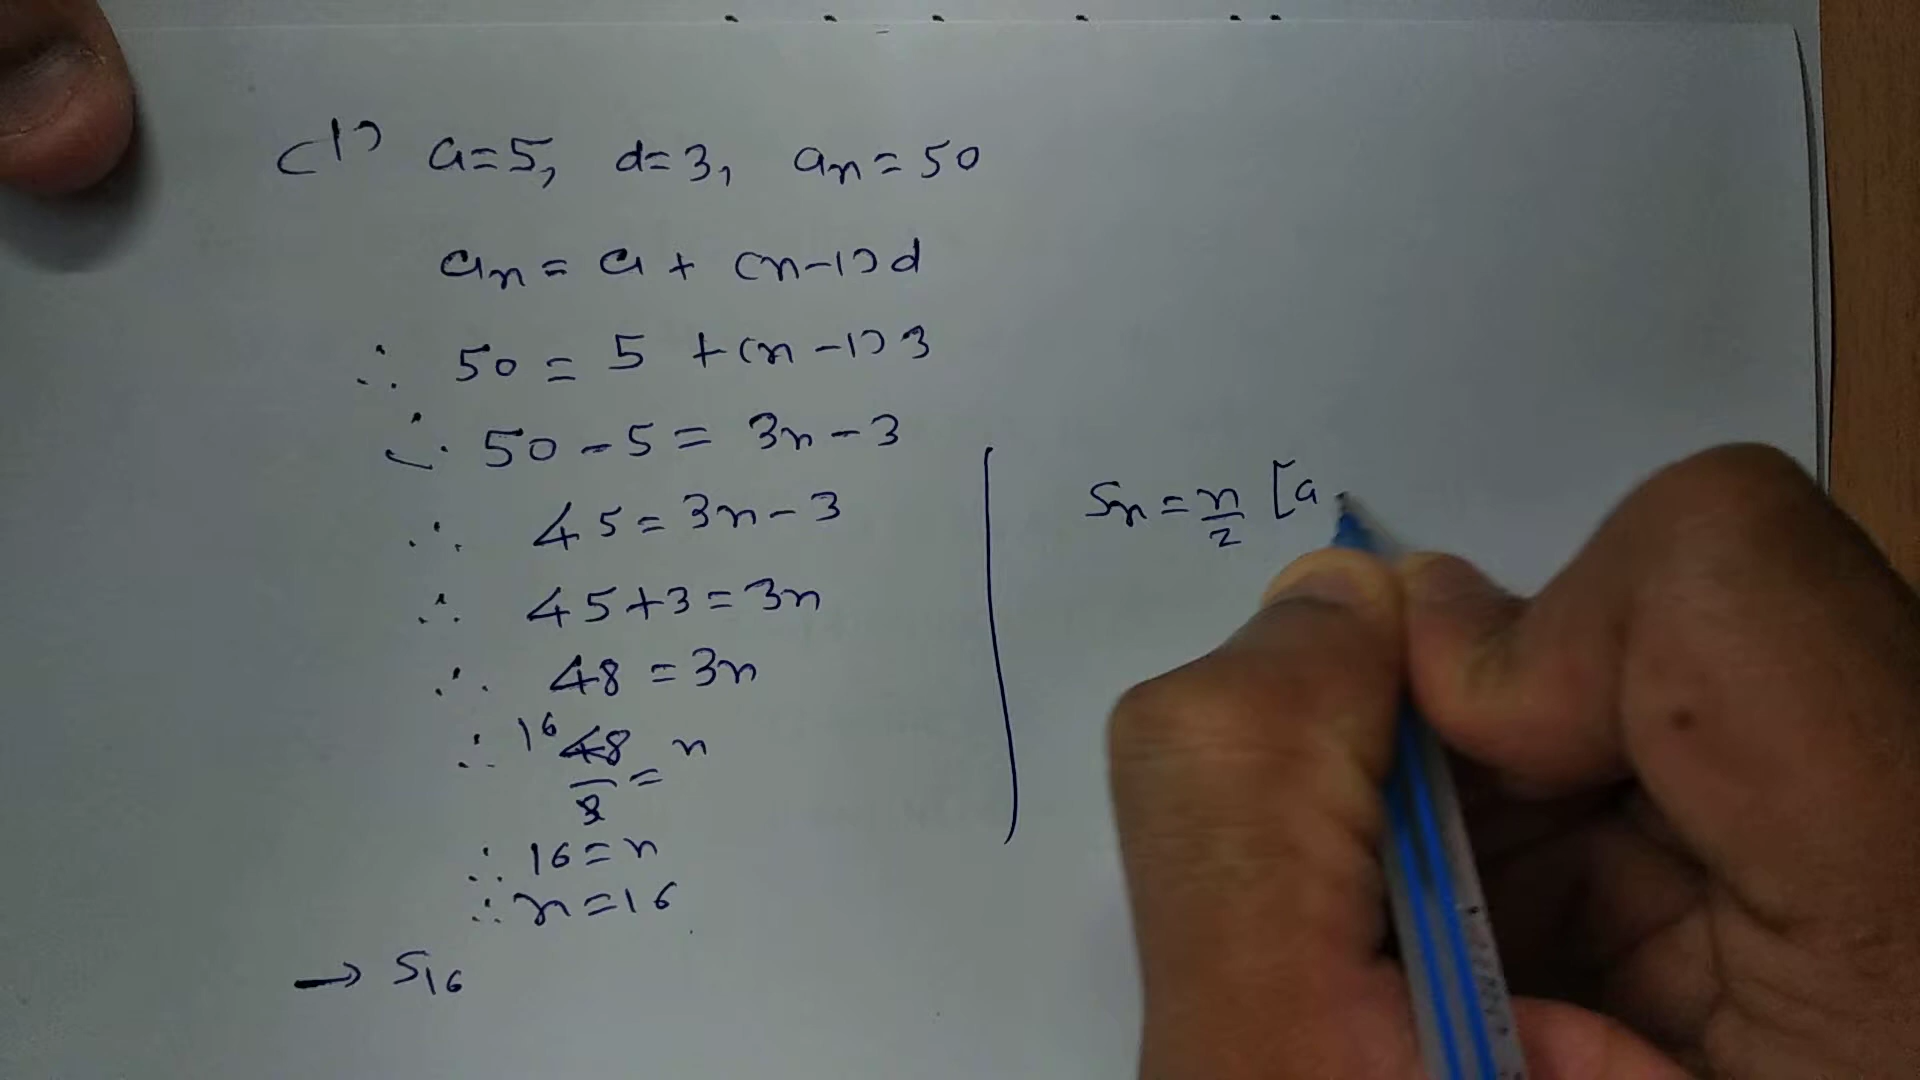 (1) a=5, d=3, an=50
an = a + (n-1)d
∴ 50 = 5 + (n-1)3
∴ 50-5 = 3n-3
∴ 45 = 3n-3
∴ 45+3 = 3n
∴ 48 = 3n
∴ 16 48/3 = n
∴ 16 = n
∴ n = 16
→ S16
Sn = n/2 [a